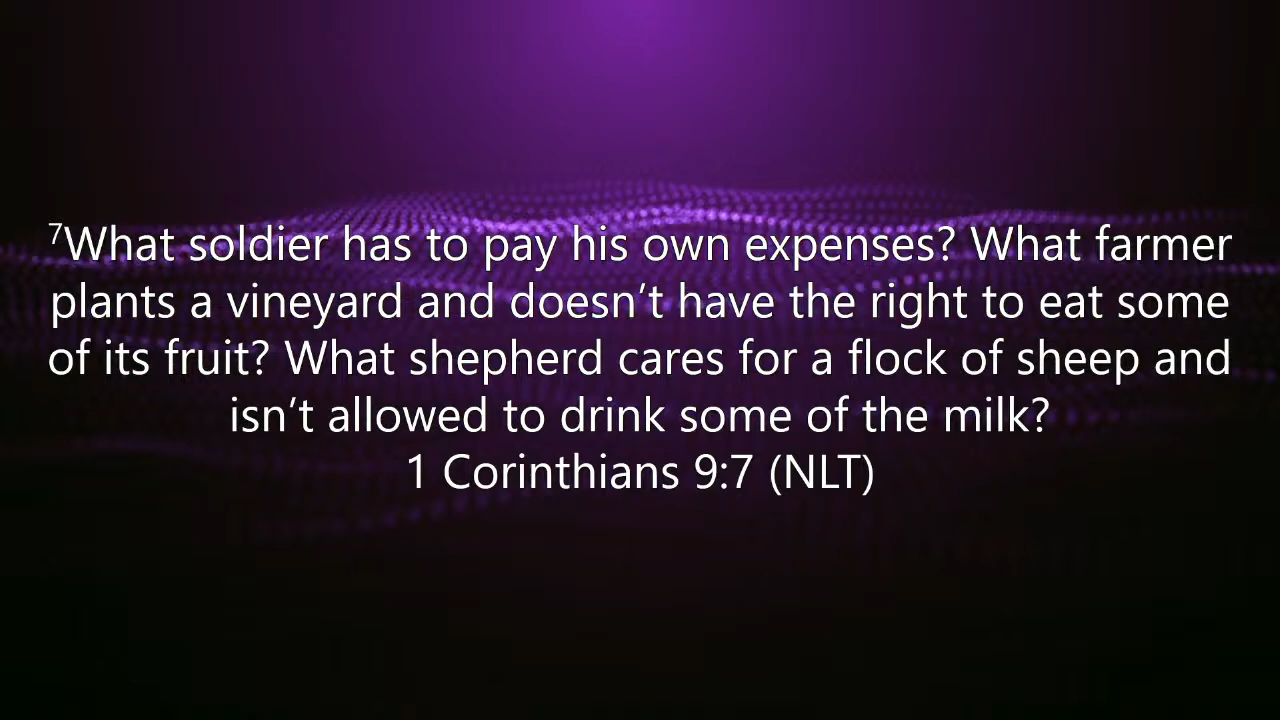 ⁷What soldier has to pay his own expenses? What farmer
plants a vineyard and doesn’t have the right to eat some
of its fruit? What shepherd cares for a flock of sheep and
isn’t allowed to drink some of the milk?
1 Corinthians 9:7 (NLT)